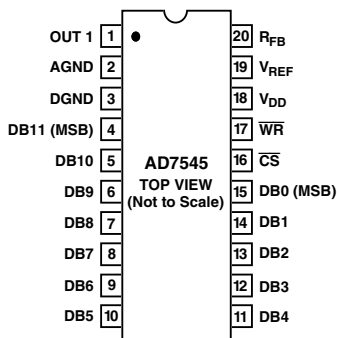 OUT 1 1
AGND 2
DGND 3
DB11 (MSB) 4
DB10 5
DB9 6
DB8 7
DB7 8
DB6 9
DB5 10
AD7545
TOP VIEW
(Not to Scale)
20 RFB
19 VREF
18 VDD
17 WR
16 CS
15 DB0 (MSB)
14 DB1
13 DB2
12 DB3
11 DB4